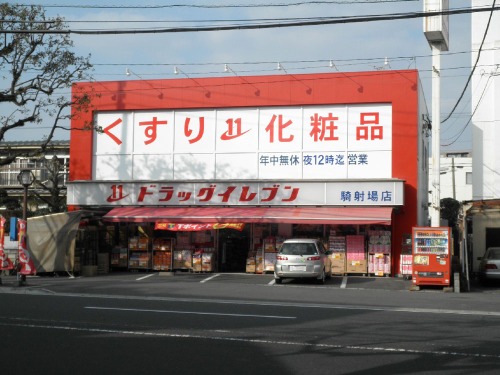 くすり 11 化粧品
年中無休 夜12時迄営業
11 ドラッグイレブン 騎射場店